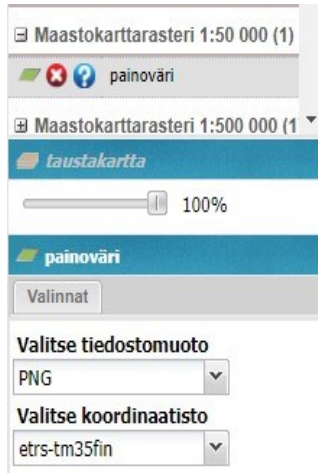 Maastokarttarasteri 1:50 000 (1)
painoväri
Maastokarttarasteri 1:500 000 (1
taustakartta
100%
painoväri
Valinnat
Valitse tiedostomuoto
PNG
Valitse koordinaatisto
etrs-tm35fin